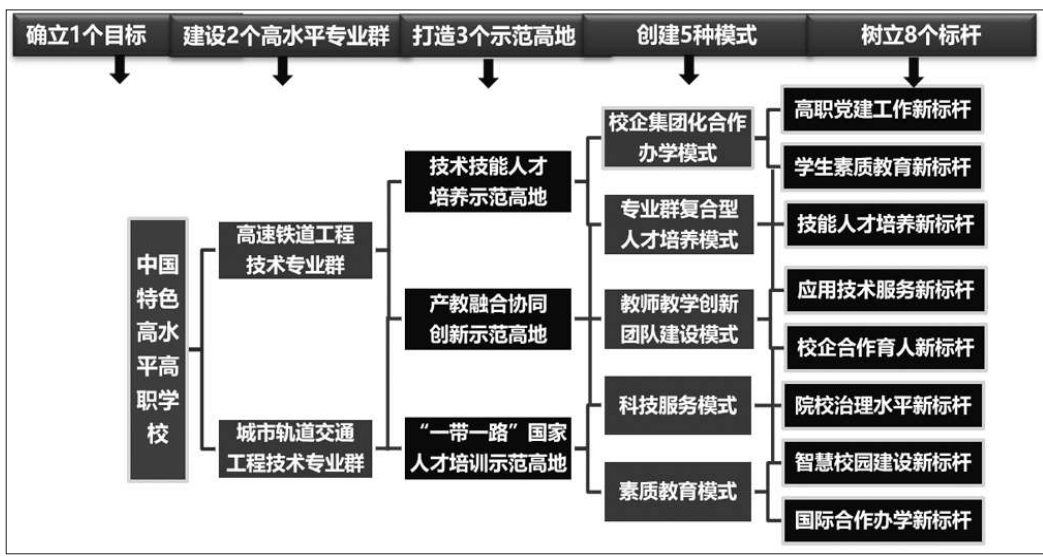 确立1个目标
建设2个高水平专业群
打造3个示范高地
创建5种模式
树立8个标杆
中国
特色
高水
平高
职学
校
高速铁道工程
技术专业群
城市轨道交通
工程技术专业群
技术技能人才
培养示范高地
产教融合协同
创新示范高地
“一带一路”国家
人才培训示范高地
校企集团化合作
办学模式
专业群复合型
人才培养模式
教师教学创新
团队建设模式
科技服务模式
素质教育模式
高职党建工作新标杆
学生素质教育新标杆
技能人才培养新标杆
应用技术服务新标杆
校企合作育人新标杆
院校治理水平新标杆
智慧校园建设新标杆
国际合作办学新标杆